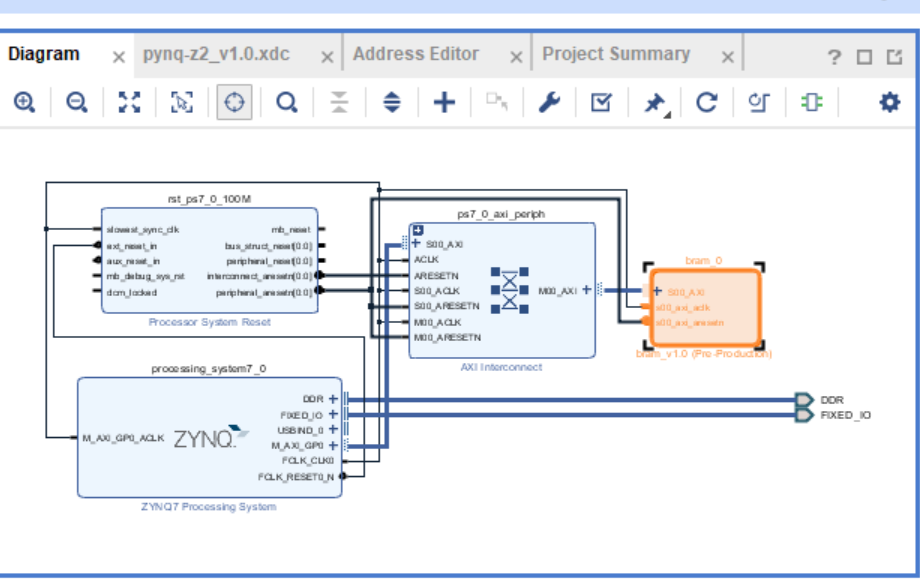 Diagram
pynq-z2_v1.0.xdc
Address Editor
Project Summary
rst_ps7_0_100M
slowest_sync_clk
ext_reset_in
aux_reset_in
mb_debug_sys_rst
dcm_locked
mb_reset
bus_struct_reset[0:0]
peripheral_reset[0:0]
interconnect_aresetn[0:0]
peripheral_aresetn[0:0]
Processor System Reset
ps7_0_axi_periph
S00_AXI
ACLK
ARESETN
S00_ACLK
S00_ARESETN
M00_ACLK
M00_ARESETN
M00_AXI
AXI Interconnect
bram_0
S00_AXI
s00_axi_aclk
s00_axi_aresetn
bram_v1.0 (Pre-Production)
processing_system7_0
M_AXI_GP0_ACLK
ZYNQ
DDR
FIXED_IO
USBIND_0
M_AXI_GP0
FCLK_CLK0
FCLK_RESET0_N
ZYNQ7 Processing System
DDR
FIXED_IO